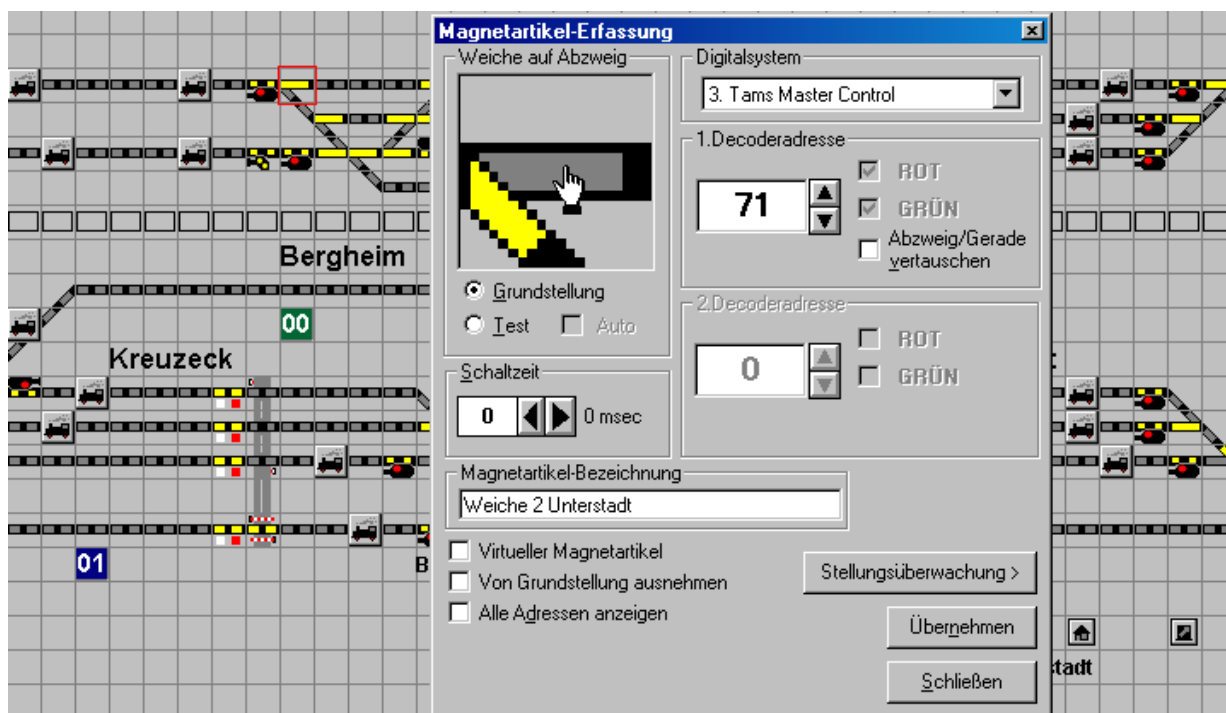 Magnetartikel-Erfassung
Weiche auf Abzweig
Grundstellung
Test
Auto
Schaltzeit
0
0 msec
Digitalsystem
3. Tams Master Control
1.Decoderadresse
71
ROT
GRÜN
Abzweig/Gerade
vertauschen
2.Decoderadresse
0
ROT
GRÜN
Magnetartikel-Bezeichnung
Weiche 2 Unterstadt
Virtueller Magnetartikel
Von Grundstellung ausnehmen
Alle Adressen anzeigen
Stellungsüberwachung >
Übernehmen
Schließen
Bergheim
00
Kreuzeck
01
B
stadt